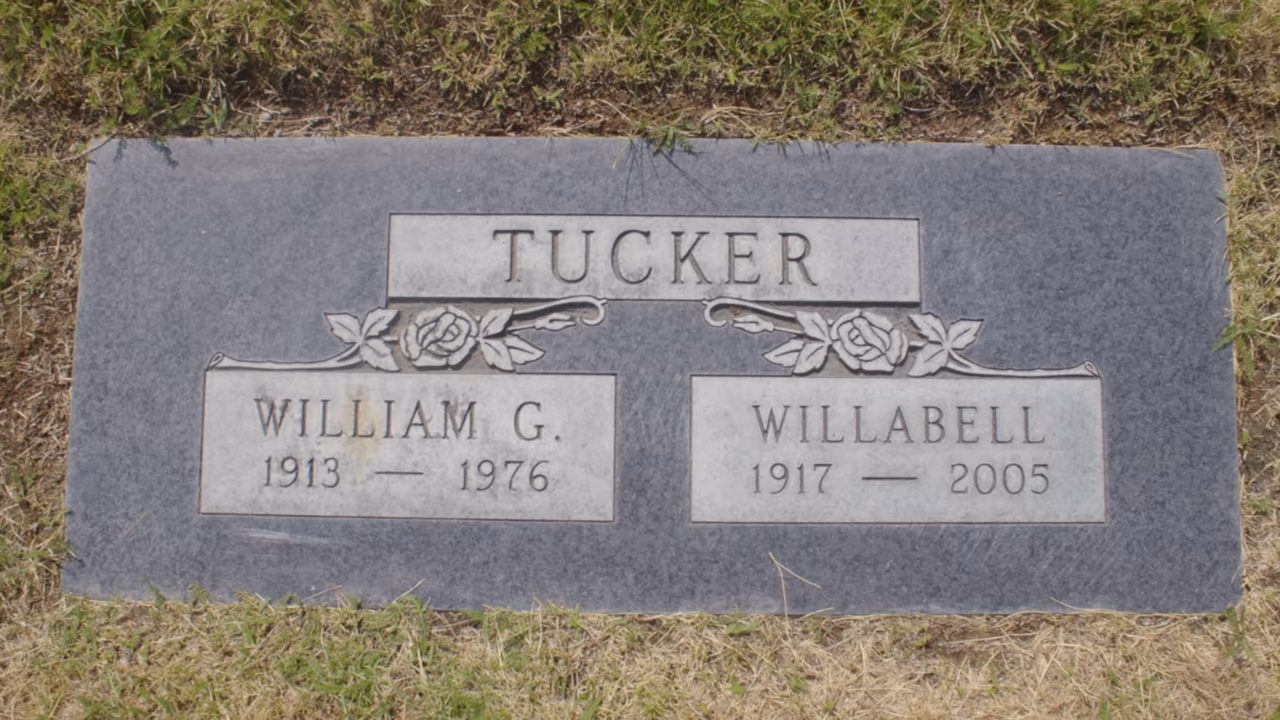 TUCKER
WILLIAM G.
1913 — 1976
WILLABELL
1917 — 2005